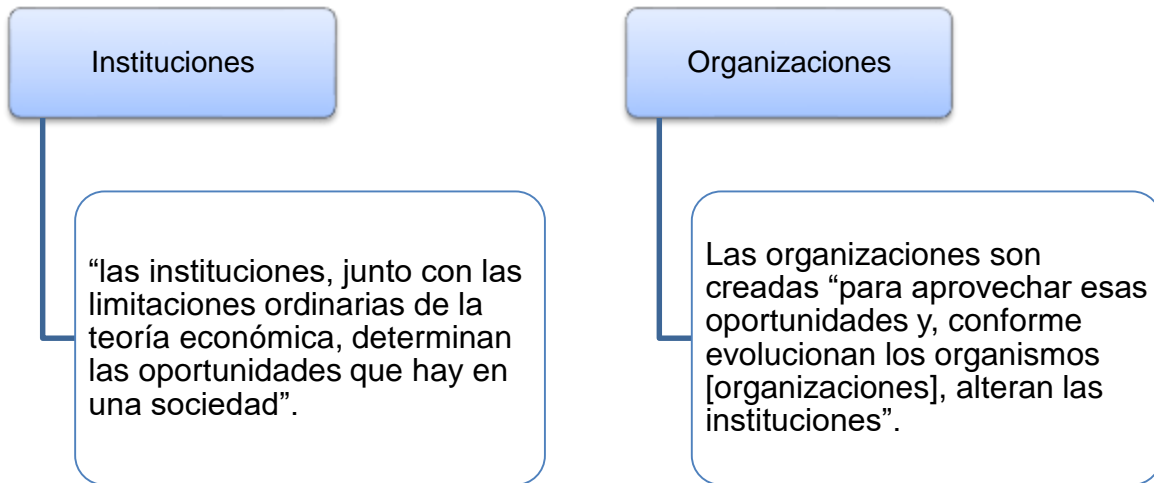 Instituciones
“las instituciones, junto con las
limitaciones ordinarias de la
teoría económica, determinan
las oportunidades que hay en
una sociedad”.
Organizaciones
Las organizaciones son
creadas “para aprovechar esas
oportunidades y, conforme
evolucionan los organismos
[organizaciones], alteran las
instituciones”.